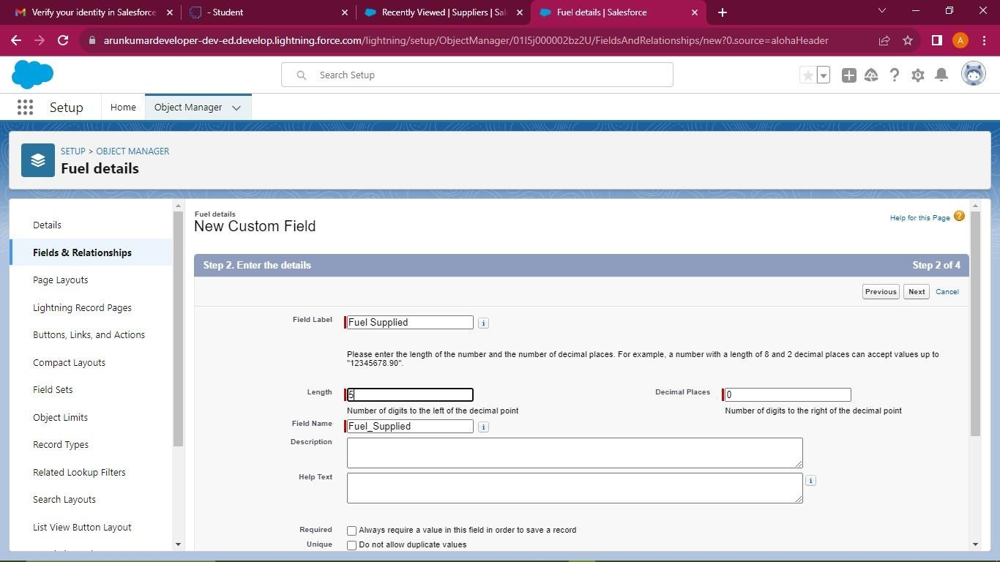 Verify your identity in Salesforce
- Student
Recently Viewed | Suppliers | Sal
Fuel details | Salesforce
arunkumardeveloper-dev-ed.develop.lightning.force.com/lightning/setup/ObjectManager/01I5j000002bz2U/FieldsAndRelationships/new?0.source=alohaHeader
A
Search Setup
Setup
Home
Object Manager
SETUP > OBJECT MANAGER
Fuel details
Details
Fields & Relationships
Page Layouts
Lightning Record Pages
Buttons, Links, and Actions
Compact Layouts
Field Sets
Object Limits
Record Types
Related Lookup Filters
Search Layouts
List View Button Layout
Fuel details
New Custom Field
Help for this Page
Step 2. Enter the details
Step 2 of 4
Previous
Next
Cancel
Field Label
Fuel Supplied
Please enter the length of the number and the number of decimal places. For example, a number with a length of 8 and 2 decimal places can accept values up to
"12345678.90".
Length
5
Decimal Places
0
Number of digits to the left of the decimal point
Number of digits to the right of the decimal point
Field Name
Fuel_Supplied
Description
Help Text
Required
Always require a value in this field in order to save a record
Unique
Do not allow duplicate values